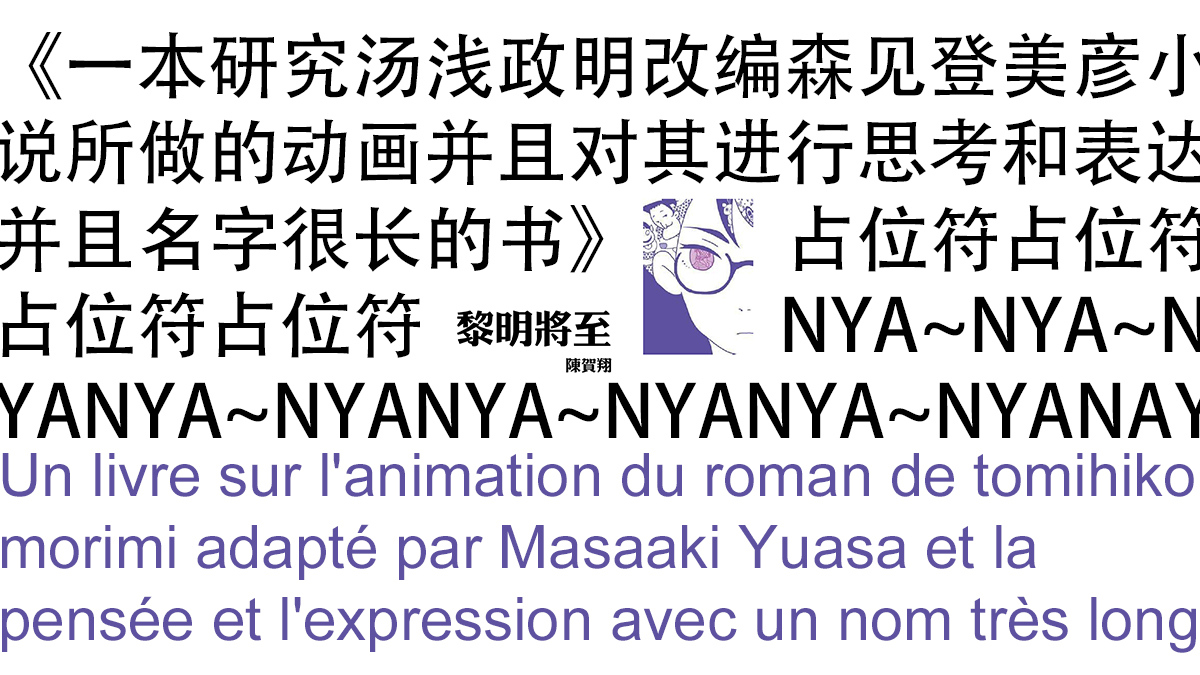 《一本研究汤浅政明改编森见登美彦小
说所做的动画并且对其进行思考和表达
并且名字很长的书》 占位符占位符
占位符占位符 黎明將至 NYA~NYA~N
陳賀翔
YANYA~NYANYA~NYANYA~NYANAY
Un livre sur l'animation du roman de tomihiko
morimi adapté par Masaaki Yuasa et la
pensée et l'expression avec un nom très long